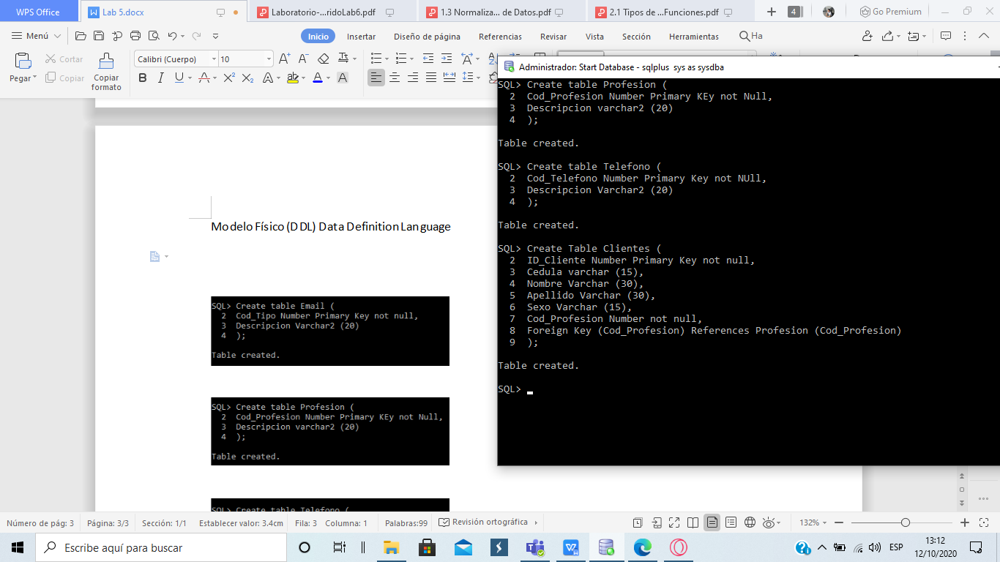 WPS Office
Lab 5.docx
Laboratorio-...ridoLab6.pdf
1.3 Normaliza... de Datos.pdf
2.1 Tipos de ...Funciones.pdf
4
Go Premium
Menú
Inicio
Insertar
Diseño de página
Referencias
Revisar
Vista
Sección
Herramientas
Ha
Pegar
Cortar
Copiar
Copiar
formato
Calibri (Cuerpo)
10
Administrador: Start Database - sqlplus sys as sysdba
SQL> Create table Profesion (
2 Cod_Profesion Number Primary KEy not Null,
3 Descripcion varchar2 (20)
4 );
Table created.
SQL> Create table Telefono (
2 Cod_Telefono Number Primary Key not NUll,
3 Descripcion Varchar2 (20)
4 );
Table created.
SQL> Create Table Clientes (
2 ID_Cliente Number Primary Key not null,
3 Cedula varchar (15),
4 Nombre Varchar (30),
5 Apellido Varchar (30),
6 Sexo Varchar (15),
7 Cod_Profesion Number not null,
8 Foreign Key (Cod_Profesion) References Profesion (Cod_Profesion)
9 );
Table created.
SQL>
Modelo Físico (DDL) Data Definition Language
SQL> Create table Email (
2 Cod_Tipo Number Primary Key not null,
3 Descripcion Varchar2 (20)
4 );
Table created.
SQL> Create table Profesion (
2 Cod_Profesion Number Primary KEy not Null,
3 Descripcion varchar2 (20)
4 );
Table created.
SQL> Create table Telefono (
Número de pág: 3
Página: 3/3
Sección: 1/1
Establecer valor: 3.4cm
Fila: 3
Columna: 1
Palabras:99
Revisión ortográfica
132%
Escribe aquí para buscar
ESP
13:12
12/10/2020